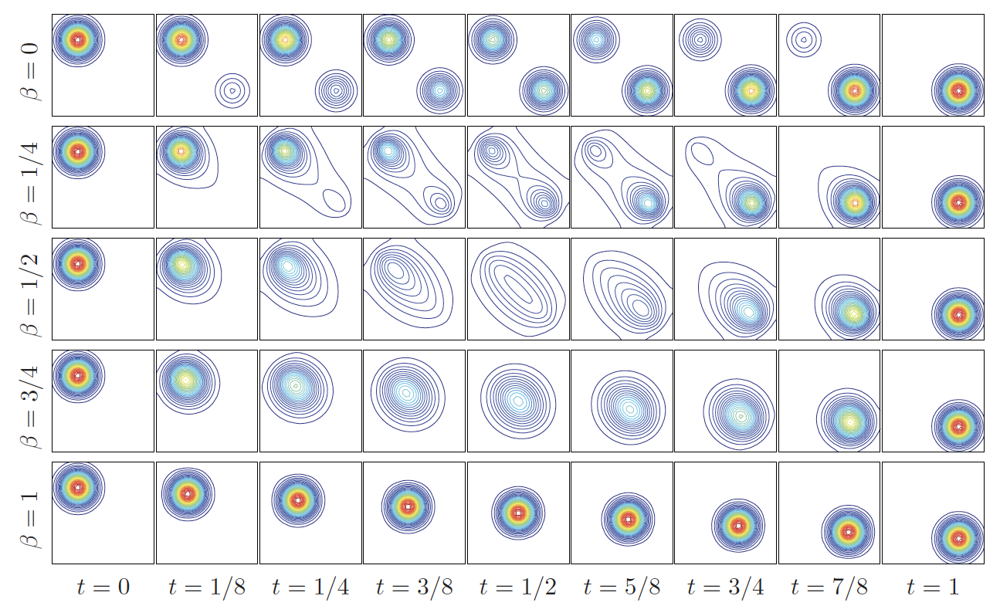 β = 0
β = 1/4
β = 1/2
β = 3/4
β = 1
t = 0 t = 1/8 t = 1/4 t = 3/8 t = 1/2 t = 5/8 t = 3/4 t = 7/8 t = 1